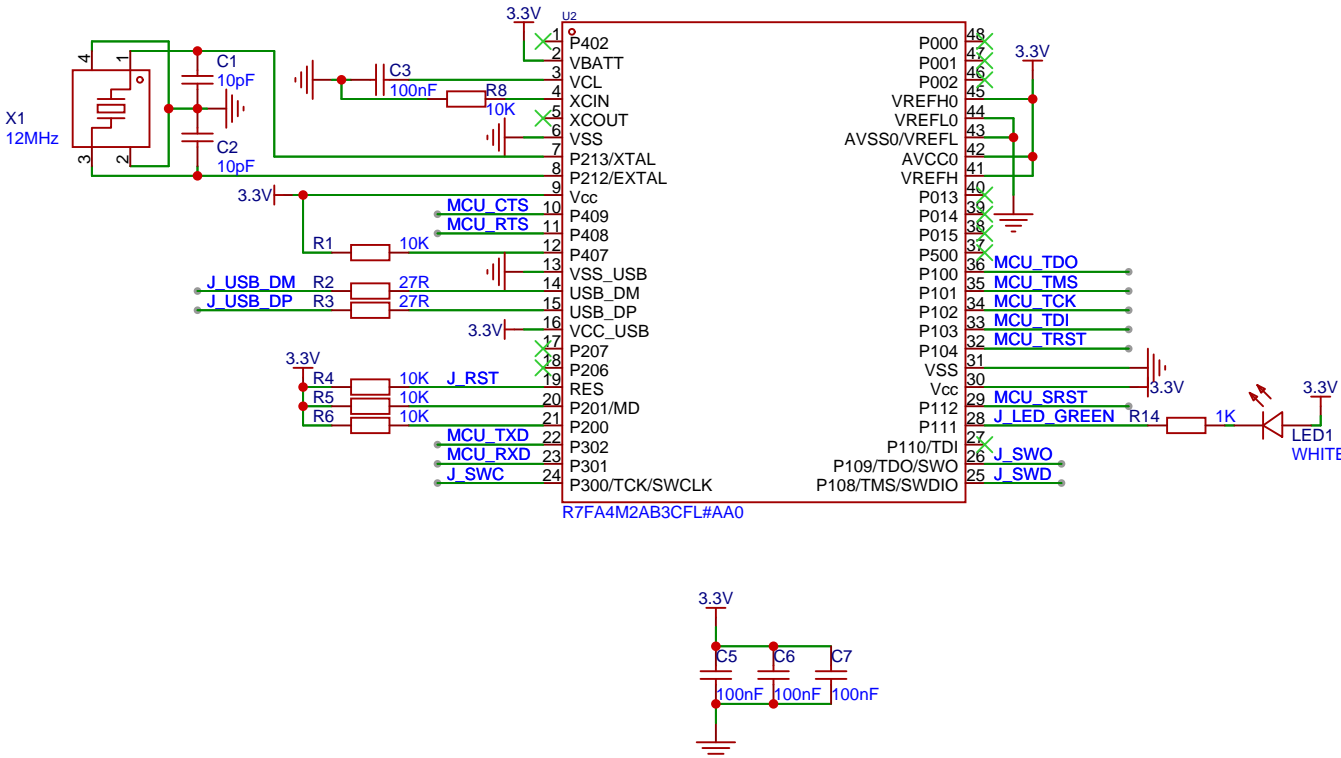 X1
12MHz
4
1
3
2
C1
10pF
C2
10pF
3.3V
C3
100nF
R8
10K
3.3V
MCU_CTS
MCU_RTS
R1
10K
J_USB_DM
R2
27R
J_USB_DP
R3
27R
3.3V
3.3V
R4
10K
J_RST
R5
10K
R6
10K
MCU_TXD
MCU_RXD
J_SWC
U2
1
P402
2
VBATT
3
VCL
4
XCIN
5
XCOUT
6
VSS
7
P213/XTAL
8
P212/EXTAL
9
Vcc
10
P409
11
P408
12
P407
13
VSS_USB
14
USB_DM
15
USB_DP
16
VCC_USB
17
P207
18
P206
19
RES
20
P201/MD
21
P200
22
P302
23
P301
24
P300/TCK/SWCLK
P000
48
P001
47
P002
46
VREFH0
45
VREFL0
44
AVSS0/VREFL
43
AVCC0
42
VREFH
41
P013
40
P014
39
P015
38
P500
37
P100
36
MCU_TDO
P101
35
MCU_TMS
P102
34
MCU_TCK
P103
33
MCU_TDI
P104
32
MCU_TRST
VSS
31
Vcc
30
3.3V
P112
29
MCU_SRST
P111
28
J_LED_GREEN
P110/TDI
27
P109/TDO/SWO
26
J_SWO
P108/TMS/SWDIO
25
J_SWD
3.3V
R14
1K
3.3V
LED1
WHITE
R7FA4M2AB3CFL#AA0
3.3V
C5
100nF
C6
100nF
C7
100nF